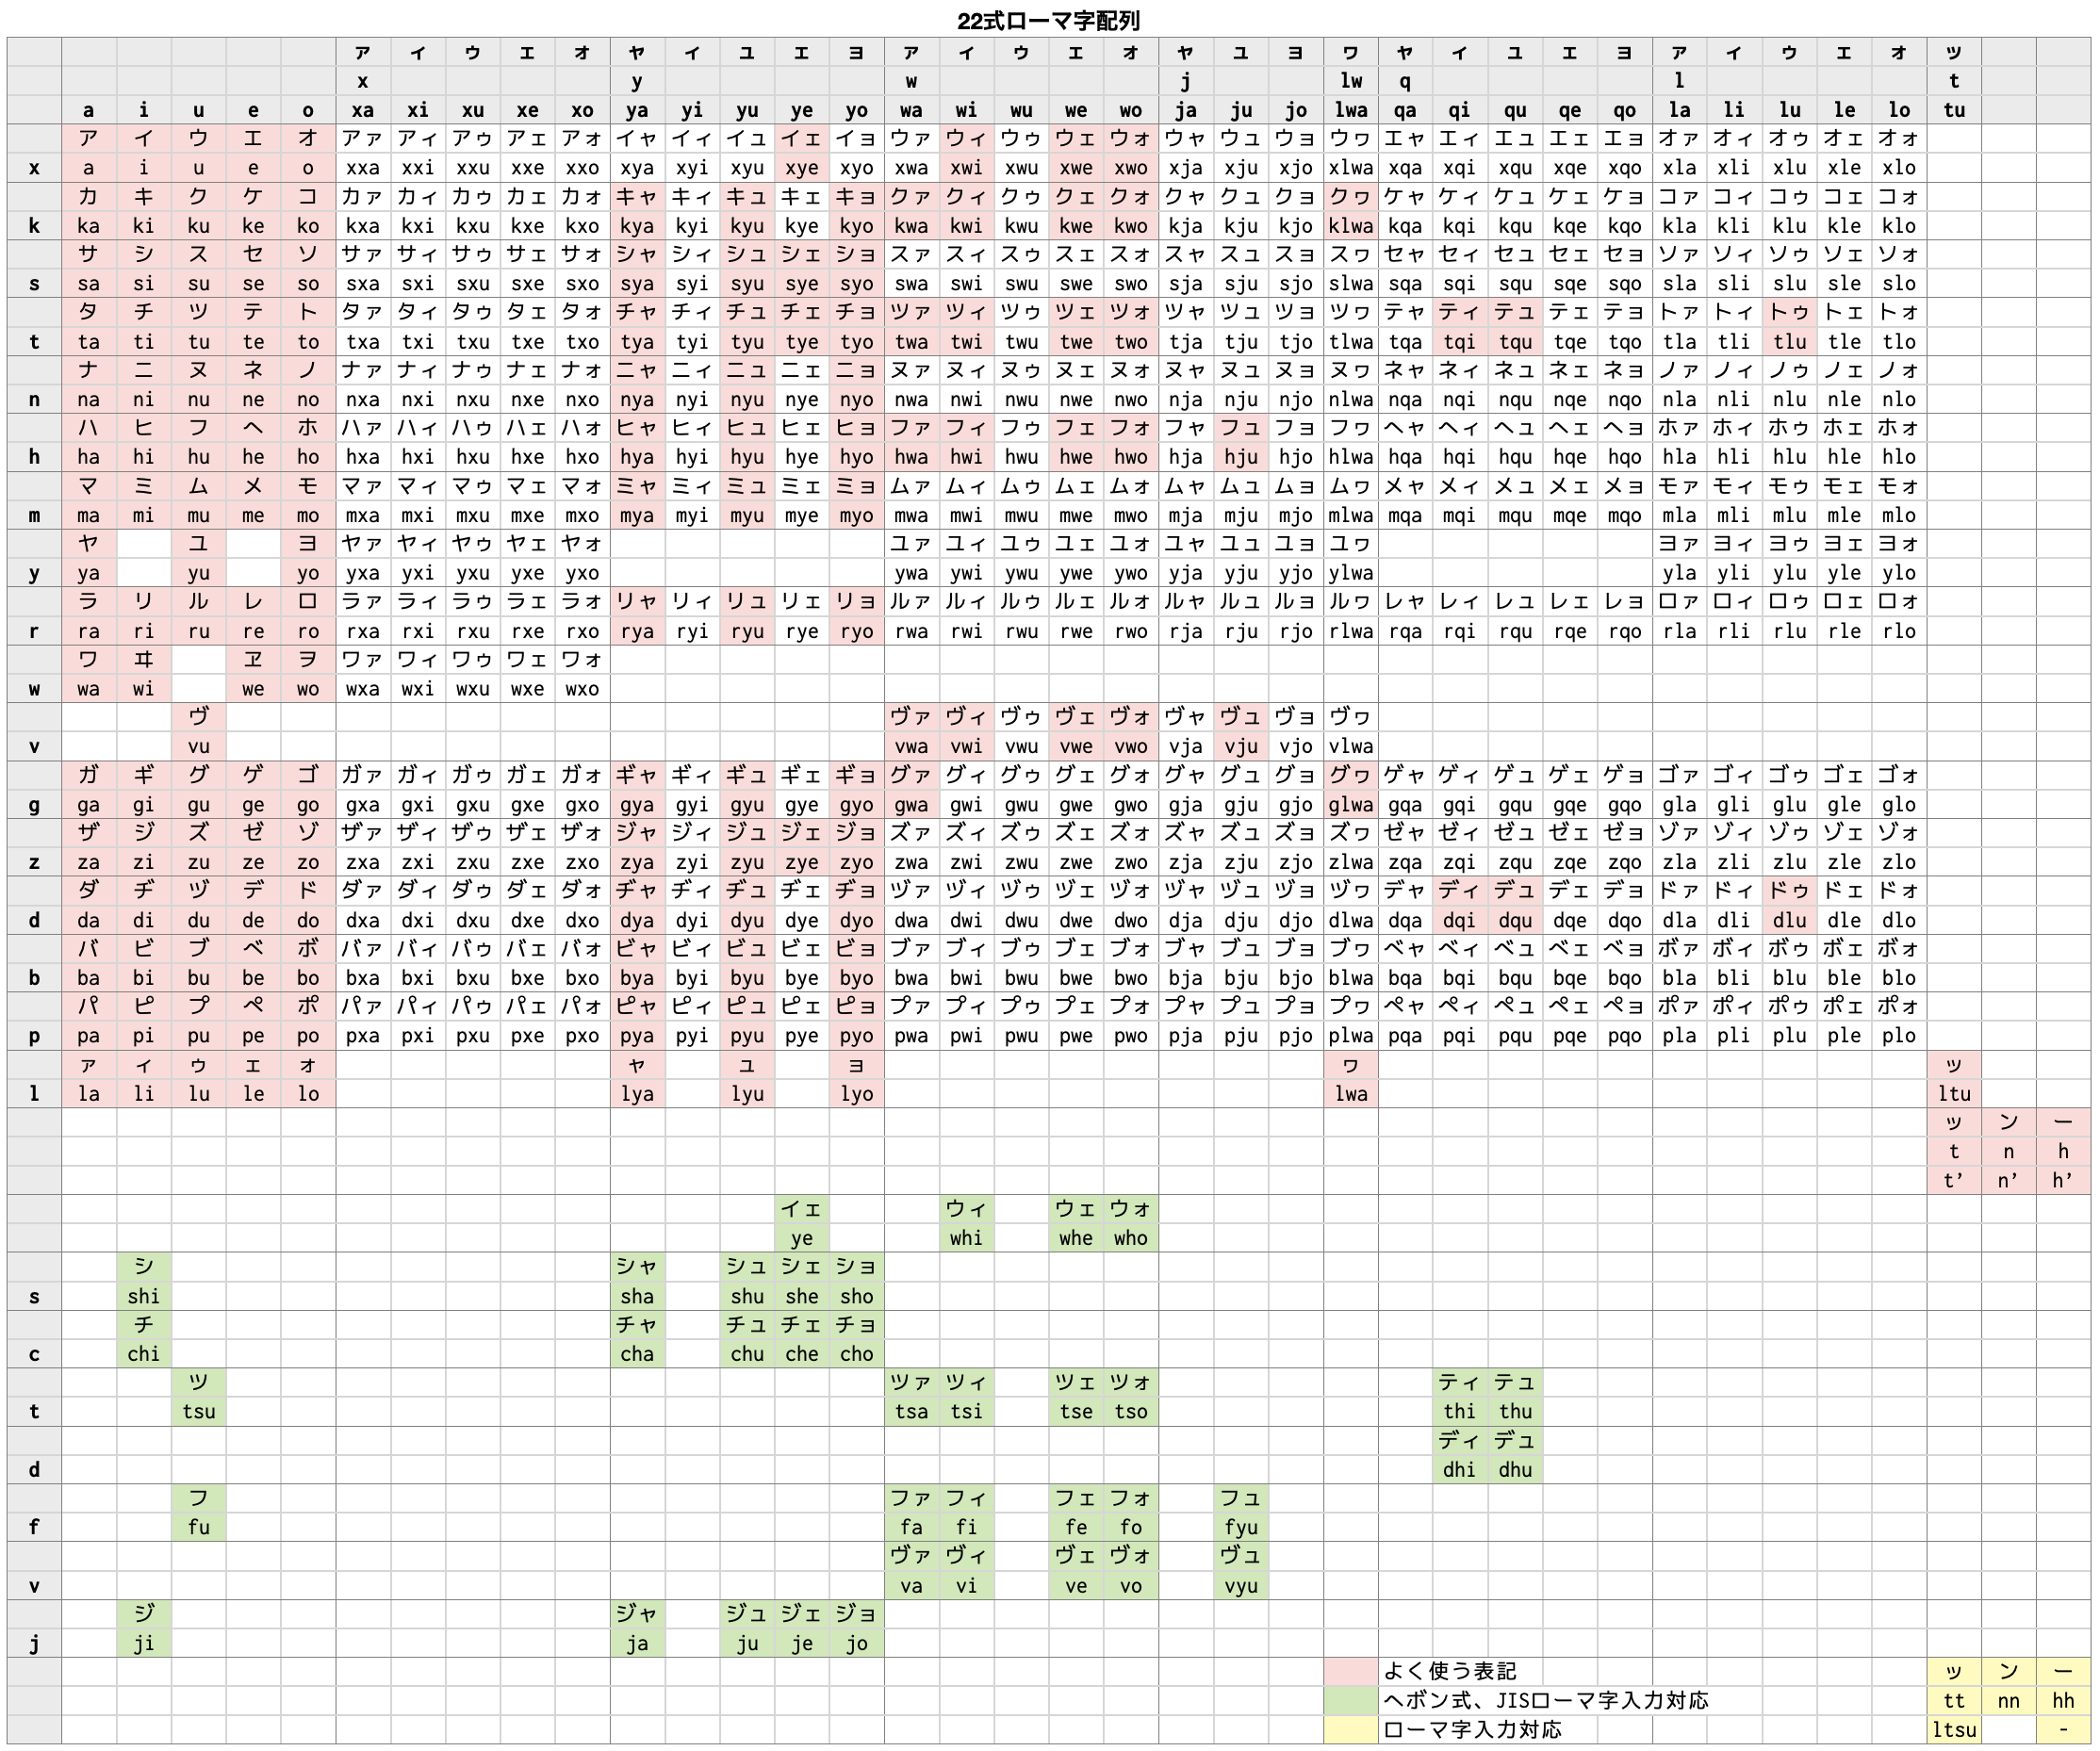 22式ローマ字配列
ァ ィ ゥ ェ ォ ャ ィ ュ ェ ョ ァ ィ ゥ ェ ォ ャ ュ ョ ヮ ャ ィ ュ ェ ョ ァ ィ ゥ ェ ォ ッ
x y w j lw q l t
a i u e o xa xi xu xe xo ya yi yu ye yo wa wi wu we wo ja ju jo lwa qa qi qu qe qo la li lu le lo tu
ア イ ウ エ オ アァ アィ アゥ アェ アォ イャ イィ イュ イェ イョ ウァ ウィ ウゥ ウェ ウォ ウャ ウュ ウョ ウヮ エャ エィ エュ エェ エョ オァ オィ オゥ オェ オォ
x a i u e o xxa xxi xxu xxe xxo xya xyi xyu xye xyo xwa xwi xwu xwe xwo xja xju xjo xlwa xqa xqi xqu xqe xqo xla xli xlu xle xlo
カ キ ク ケ コ カァ カィ カゥ カェ カォ キャ キィ キュ キェ キョ クァ クィ クゥ クェ クォ クャ クュ クョ クヮ ケャ ケィ ケュ ケェ ケョ コァ コィ コゥ コェ コォ
k ka ki ku ke ko kxa kxi kxu kxe kxo kya kyi kyu kye kyo kwa kwi kwu kwe kwo kja kju kjo klwa kqa kqi kqu kqe kqo kla kli klu kle klo
サ シ ス セ ソ サァ サィ サゥ サェ サォ シャ シィ シュ シェ ショ スァ スィ スゥ スェ スォ スャ スュ スョ スヮ セャ セィ セュ セェ セョ ソァ ソィ ソゥ ソェ ソォ
s sa si su se so sxa sxi sxu sxe sxo sya syi syu sye syo swa swi swu swe swo sja sju sjo slwa sqa sqi squ sqe sqo sla sli slu sle slo
タ チ ツ テ ト タァ タィ タゥ タェ タォ チャ チィ チュ チェ チョ ツァ ツィ ツゥ ツェ ツォ ツャ ツュ ツョ ツヮ テャ ティ テュ テェ テョ トァ トィ トゥ トェ トォ
t ta ti tu te to txa txi txu txe txo tya tyi tyu tye tyo twa twi twu twe two tja tju tjo tlwa tqa tqi tqu tqe tqo tla tli tlu tle tlo
ナ ニ ヌ ネ ノ ナァ ナィ ナゥ ナェ ナォ ニャ ニィ ニュ ニェ ニョ ヌァ ヌィ ヌゥ ヌェ ヌォ ヌャ ヌュ ヌョ ヌヮ ネャ ネィ ネュ ネェ ネョ ノァ ノィ ノゥ ノェ ノォ
n na ni nu ne no nxa nxi nxu nxe nxo nya nyi nyu nye nyo nwa nwi nwu nwe nwo nja nju njo nlwa nqa nqi nqu nqe nqo nla nli nlu nle nlo
ハ ヒ フ ヘ ホ ハァ ハィ ハゥ ハェ ハォ ヒャ ヒィ ヒュ ヒェ ヒョ ファ フィ フゥ フェ フォ フャ フュ フョ フヮ ヘャ ヘィ ヘュ ヘェ ヘョ ホァ ホィ ホゥ ホェ ホォ
h ha hi hu he ho hxa hxi hxu hxe hxo hya hyi hyu hye hyo hwa hwi hwu hwe hwo hja hju hjo hlwa hqa hqi hqu hqe hqo hla hli hlu hle hlo
マ ミ ム メ モ マァ マィ マゥ マェ マォ ミャ ミィ ミュ ミェ ミョ ムァ ムィ ムゥ ムェ ムォ ムャ ムュ ムョ ムヮ メャ メィ メュ メェ メョ モァ モィ モゥ モェ モォ
m ma mi mu me mo mxa mxi mxu mxe mxo mya myi myu mye myo mwa mwi mwu mwe mwo mja mju mjo mlwa mqa mqi mqu mqe mqo mla mli mlu mle mlo
ヤ ユ ヨ ヤァ ヤィ ヤゥ ヤェ ヤォ ユァ ユィ ユゥ ユェ ユォ ユャ ユュ ユョ ユヮ ヨァ ヨィ ヨゥ ヨェ ヨォ
y ya yu yo yxa yxi yxu yxe yxo ywa ywi ywu ywe ywo yja yju yjo ylwa yla yli ylu yle ylo
ラ リ ル レ ロ ラァ ラィ ラゥ ラェ ラォ リャ リィ リュ リェ リョ ルァ ルィ ルゥ ルェ ルォ ルャ ルュ ルョ ルヮ レャ レィ レュ レェ レョ ロァ ロィ ロゥ ロェ ロォ
r ra ri ru re ro rxa rxi rxu rxe rxo rya ryi ryu rye ryo rwa rwi rwu rwe rwo rja rju rjo rlwa rqa rqi rqu rqe rqo rla rli rlu rle rlo
ワ ヰ ヱ ヲ ワァ ワィ ワゥ ワェ ワォ
w wa wi we wo wxa wxi wxu wxe wxo
ヴ ヴァ ヴィ ヴゥ ヴェ ヴォ ヴャ ヴュ ヴョ ヴヮ
v vu vwa vwi vwu vwe vwo vja vju vjo vlwa
ガ ギ グ ゲ ゴ ガァ ガィ ガゥ ガェ ガォ ギャ ギィ ギュ ギェ ギョ グァ グィ グゥ グェ グォ グャ グュ グョ グヮ ゲャ ゲィ ゲュ ゲェ ゲョ ゴァ ゴィ ゴゥ ゴェ ゴォ
g ga gi gu ge go gxa gxi gxu gxe gxo gya gyi gyu gye gyo gwa gwi gwu gwe gwo gja gju gjo glwa gqa gqi gqu gqe gqo gla gli glu gle glo
ザ ジ ズ ゼ ゾ ザァ ザィ ザゥ ザェ ザォ ジャ ジィ ジュ ジェ ジョ ズァ ズィ ズゥ ズェ ズォ ズャ ズュ ズョ ズヮ ゼャ ゼィ ゼュ ゼェ ゼョ ゾァ ゾィ ゾゥ ゾェ ゾォ
z za zi zu ze zo zxa zxi zxu zxe zxo zya zyi zyu zye zyo zwa zwi zwu zwe zwo zja zju zjo zlwa zqa zqi zqu zqe zqo zla zli zlu zle zlo
ダ ヂ ヅ デ ド ダァ ダィ ダゥ ダェ ダォ ヂャ ヂィ ヂュ ヂェ ヂョ ヅァ ヅィ ヅゥ ヅェ ヅォ ヅャ ヅュ ヅョ ヅヮ デャ ディ デュ デェ デョ ドァ ドィ ドゥ ドェ ドォ
d da di du de do dxa dxi dxu dxe dxo dya dyi dyu dye dyo dwa dwi dwu dwe dwo dja dju djo dlwa dqa dqi dqu dqe dqo dla dli dlu dle dlo
バ ビ ブ ベ ボ バァ バィ バゥ バェ バォ ビャ ビィ ビュ ビェ ビョ ブァ ブィ ブゥ ブェ ブォ ブャ ブュ ブョ ブヮ ベャ ベィ ベュ ベェ ベョ ボァ ボィ ボゥ ボェ ボォ
b ba bi bu be bo bxa bxi bxu bxe bxo bya byi byu bye byo bwa bwi bwu bwe bwo bja bju bjo blwa bqa bqi bqu bqe bqo bla bli blu ble blo
パ ピ プ ペ ポ パァ パィ パゥ パェ パォ ピャ ピィ ピュ ピェ ピョ プァ プィ プゥ プェ プォ プャ プュ プョ プヮ ペャ ペィ ペュ ペェ ペョ ポァ ポィ ポゥ ポェ ポォ
p pa pi pu pe po pxa pxi pxu pxe pxo pya pyi pyu pye pyo pwa pwi pwu pwe pwo pja pju pjo plwa pqa pqi pqu pqe pqo pla pli plu ple plo
ァ ィ ゥ ェ ォ ャ ュ ョ ヮ ッ
l la li lu le lo lya lyu lyo lwa ltu
ッ ン ー
t n h
t’ n’ h’
イェ ウィ ウェ ウォ
ye whi whe who
シ シャ シュ シェ ショ
s shi sha shu she sho
チ チャ チュ チェ チョ
c chi cha chu che cho
ツ ツァ ツィ ツェ ツォ ティ テュ
t tsu tsa tsi tse tso thi thu
ディ デュ
d dhi dhu
フ ファ フィ フェ フォ フュ
f fu fa fi fe fo fyu
ヴァ ヴィ ヴェ ヴォ ヴュ
v va vi ve vo vyu
ジ ジャ ジュ ジェ ジョ
j ji ja ju je jo
よく使う表記 ッ ン ー
ヘボン式、JISローマ字入力対応 tt nn hh
ローマ字入力対応 ltsu -